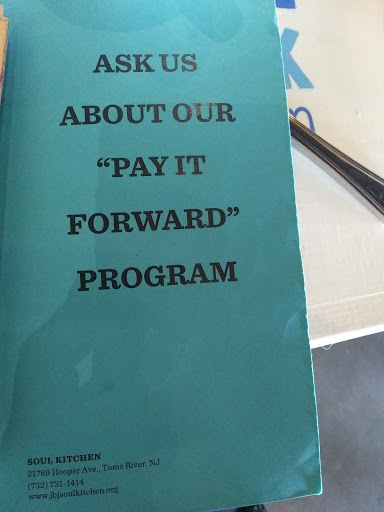 ASK US
ABOUT OUR
“PAY IT
FORWARD”
PROGRAM
SOUL KITCHEN
21769 Hooper Ave., Toms River, NJ
(732) 731-1414
www.jbjsoulkitchen.org